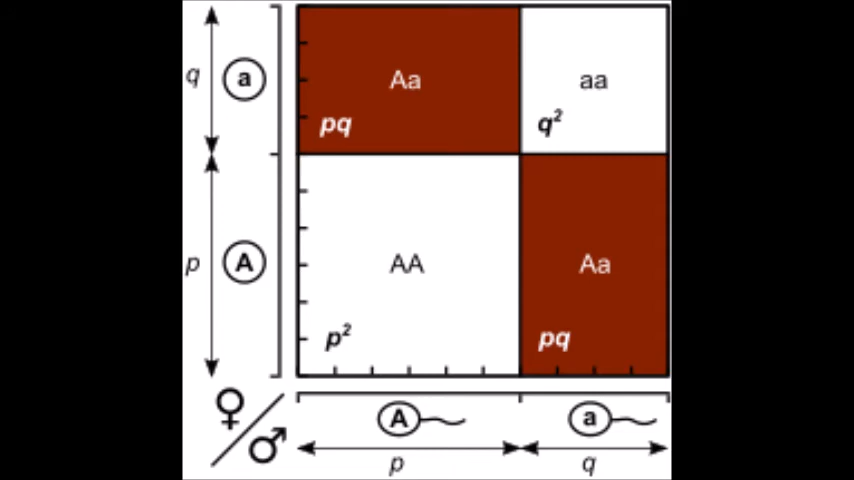 q a Aa aa
pq q²
p A AA Aa
p² pq
♀/♂ A a
p q